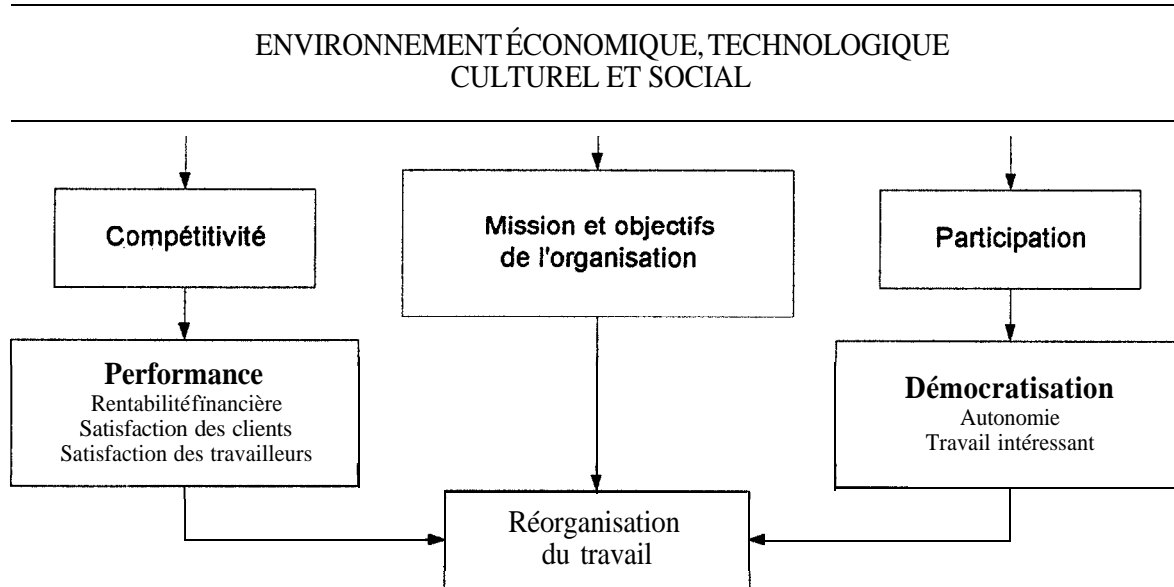 ENVIRONNEMENT ÉCONOMIQUE, TECHNOLOGIQUE
CULTUREL ET SOCIAL
Compétitivité
Mission et objectifs
de l'organisation
Participation
Performance
Rentabilité financière
Satisfaction des clients
Satisfaction des travailleurs
Démocratisation
Autonomie
Travail intéressant
Réorganisation
du travail